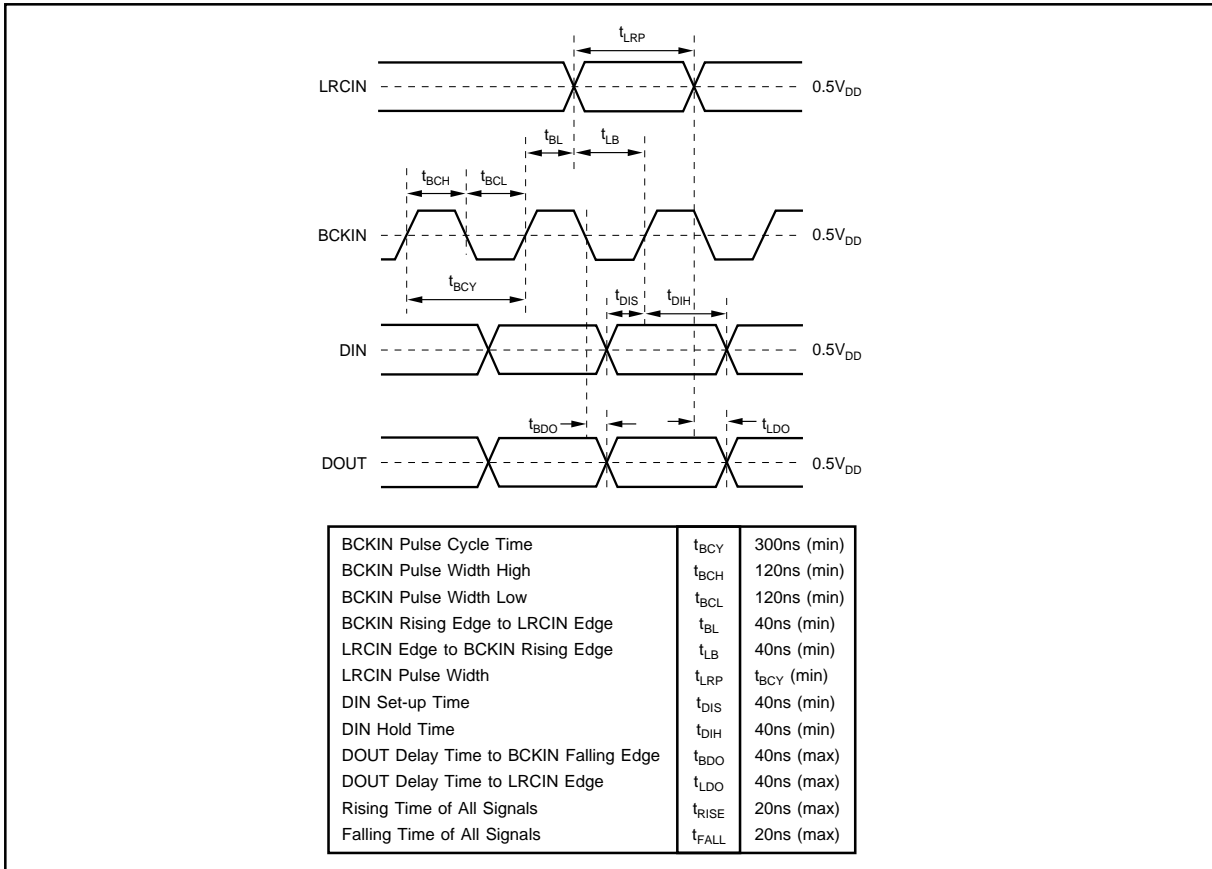 tLRP
LRCIN
0.5VDD
tBL
tLB
tBCH
tBCL
BCKIN
0.5VDD
tBCY
tDIS
tDIH
DIN
0.5VDD
tBDO
tLDO
DOUT
0.5VDD
BCKIN Pulse Cycle Time tBCY 300ns (min)
BCKIN Pulse Width High tBCH 120ns (min)
BCKIN Pulse Width Low tBCL 120ns (min)
BCKIN Rising Edge to LRCIN Edge tBL 40ns (min)
LRCIN Edge to BCKIN Rising Edge tLB 40ns (min)
LRCIN Pulse Width tLRP tBCY (min)
DIN Set-up Time tDIS 40ns (min)
DIN Hold Time tDIH 40ns (min)
DOUT Delay Time to BCKIN Falling Edge tBDO 40ns (max)
DOUT Delay Time to LRCIN Edge tLDO 40ns (max)
Rising Time of All Signals tRISE 20ns (max)
Falling Time of All Signals tFALL 20ns (max)